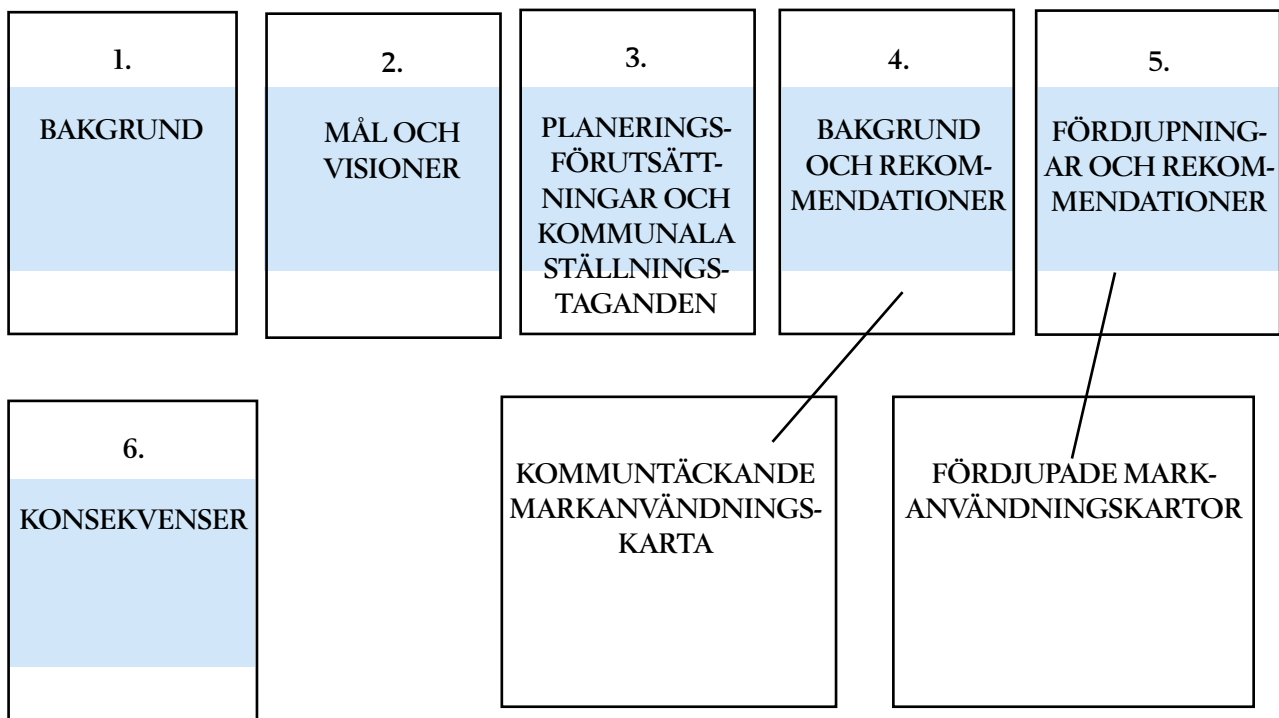 1.
BAKGRUND
2.
MÅL OCH
VISIONER
3.
PLANERINGS-
FÖRUTSÄTT-
NINGAR OCH
KOMMUNALA
STÄLLNINGS-
TAGANDEN
4.
BAKGRUND
OCH REKOM-
MENDATIONER
5.
FÖRDJUPNING-
AR OCH REKOM-
MENDATIONER
6.
KONSEKVENSER
KOMMUNTÄCKANDE
MARKANVÄNDNINGS-
KARTA
FÖRDJUPADE MARK-
ANVÄNDNINGSKARTOR